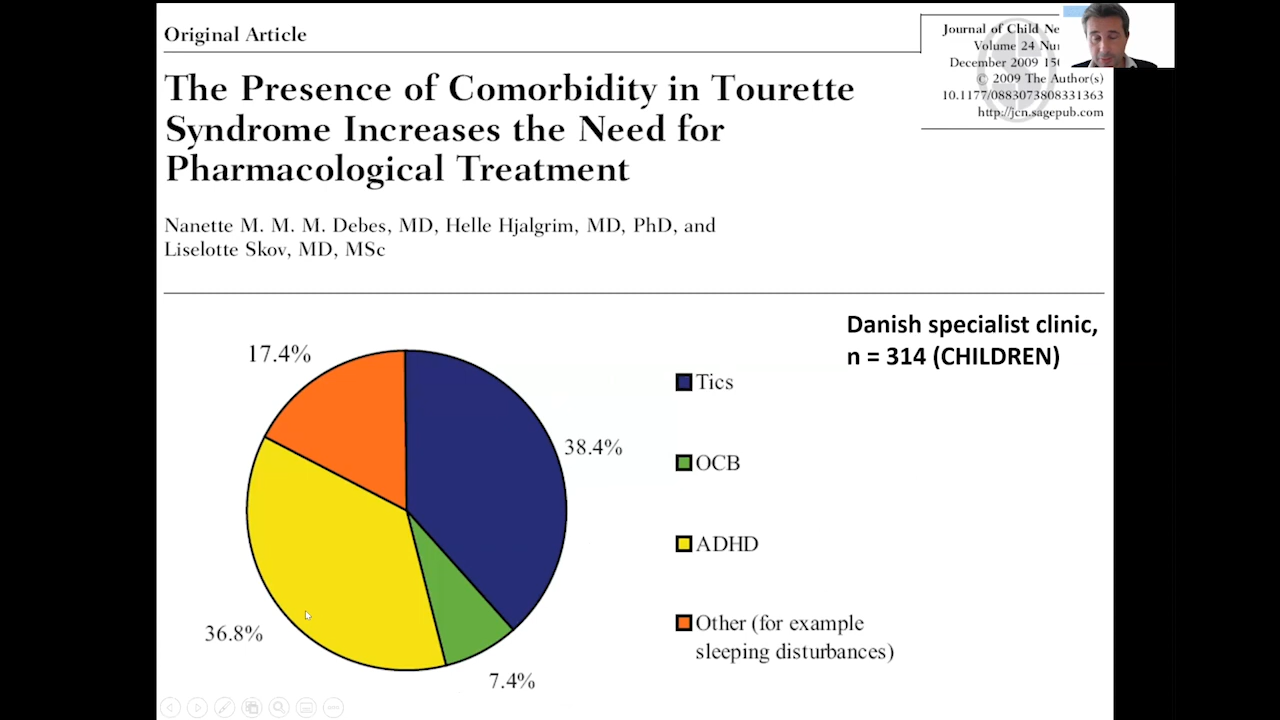 Original Article
Journal of Child
Volume 24
December 2009
© 2009 The Author(s)
10.1177/0883073808331363
http://jcn.sagepub.com
The Presence of Comorbidity in Tourette
Syndrome Increases the Need for
Pharmacological Treatment
Nanette M. M. M. Debes, MD, Helle Hjalgrim, MD, PhD, and
Liselotte Skov, MD, MSc
Danish specialist clinic,
n = 314 (CHILDREN)
17.4%
38.4%
36.8%
7.4%
Tics
OCB
ADHD
Other (for example
sleeping disturbances)